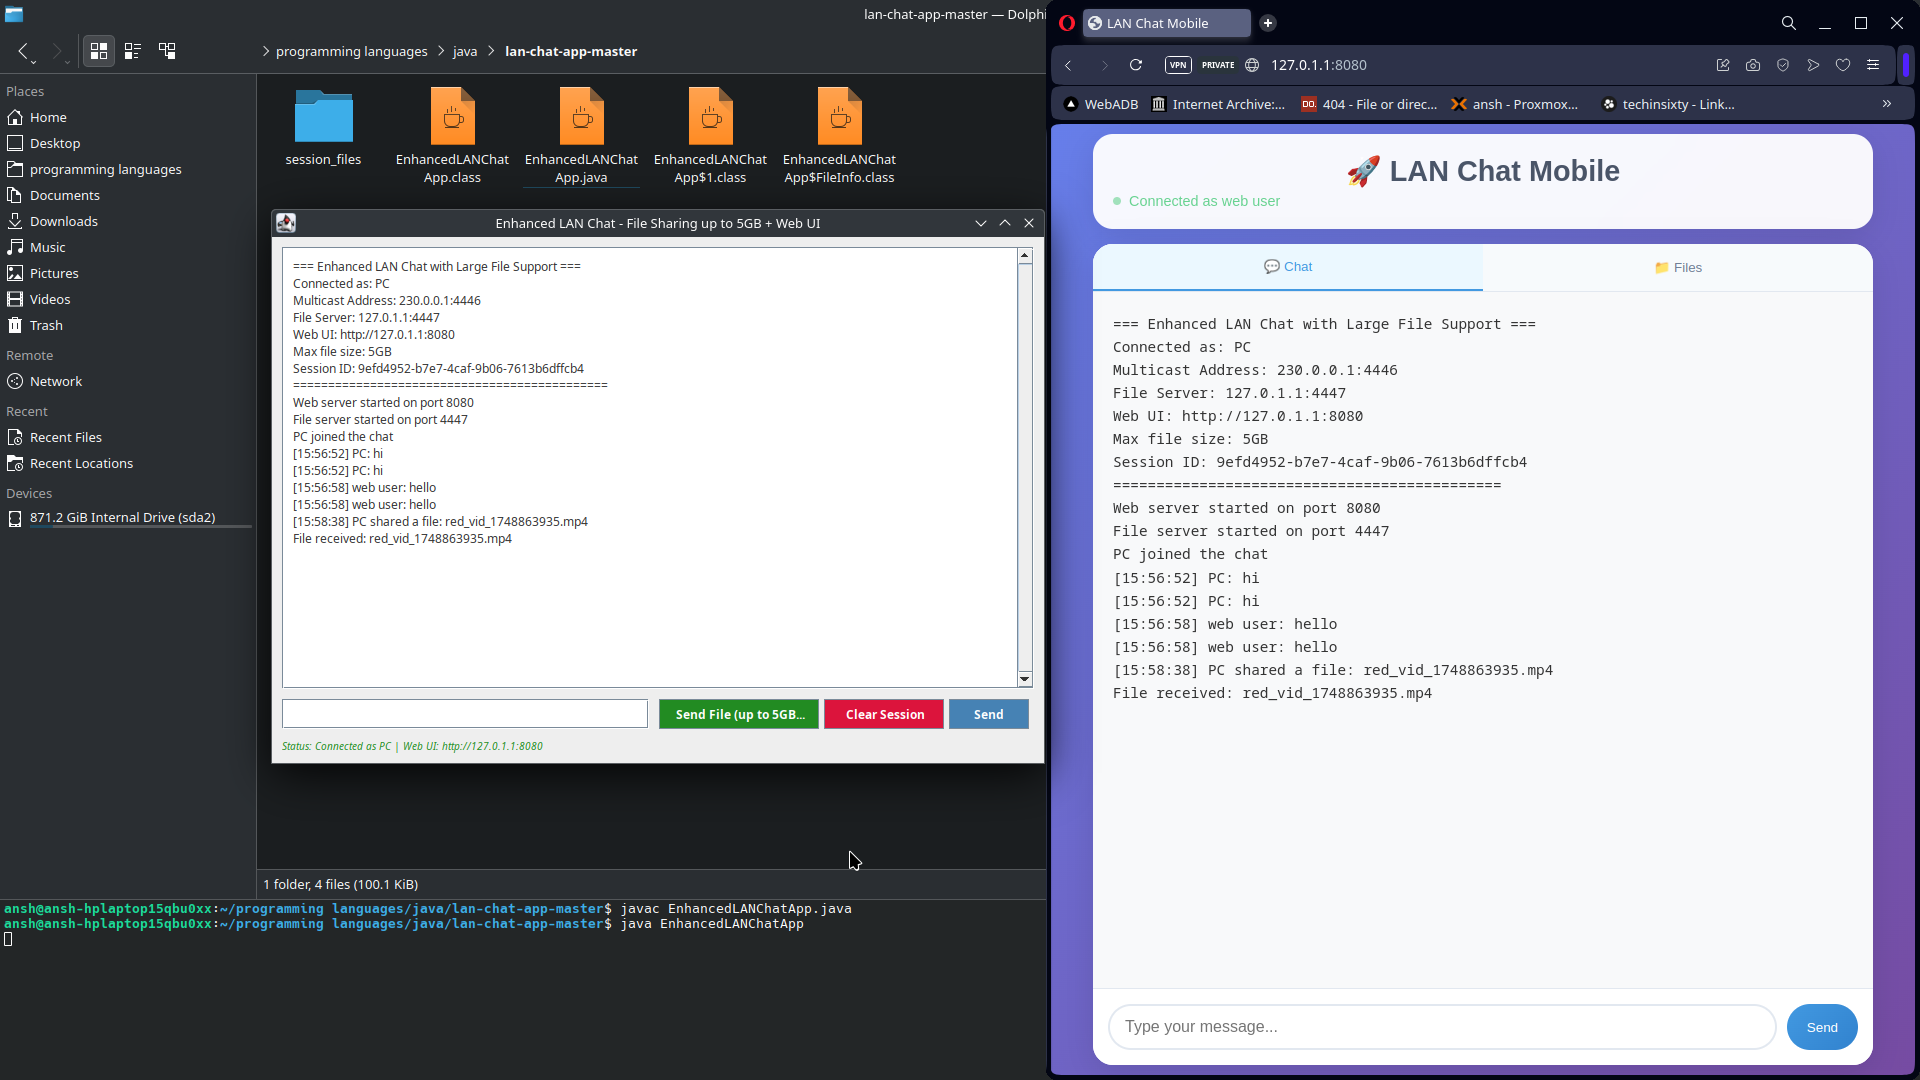 lan-chat-app-master — Dolphi
programming languages
java
lan-chat-app-master
Places
Home
Desktop
programming languages
Documents
Downloads
Music
Pictures
Videos
Trash
Remote
Network
Recent
Recent Files
Recent Locations
Devices
871.2 GiB Internal Drive (sda2)
session_files
EnhancedLANChat
App.class
EnhancedLANChat
App.java
EnhancedLANChat
App$1.class
EnhancedLANChat
App$FileInfo.class
Enhanced LAN Chat - File Sharing up to 5GB + Web UI
=== Enhanced LAN Chat with Large File Support ===
Connected as: PC
Multicast Address: 230.0.0.1:4446
File Server: 127.0.1.1:4447
Web UI: http://127.0.1.1:8080
Max file size: 5GB
Session ID: 9efd4952-b7e7-4caf-9b06-7613b6dffcb4
=============================================
Web server started on port 8080
File server started on port 4447
PC joined the chat
[15:56:52] PC: hi
[15:56:52] PC: hi
[15:56:58] web user: hello
[15:56:58] web user: hello
[15:58:38] PC shared a file: red_vid_1748863935.mp4
File received: red_vid_1748863935.mp4
Send File (up to 5GB...
Clear Session
Send
Status: Connected as PC | Web UI: http://127.0.1.1:8080
1 folder, 4 files (100.1 KiB)
ansh@ansh-hplaptop15qbu0xx:~/programming languages/java/lan-chat-app-master$ javac EnhancedLANChatApp.java
ansh@ansh-hplaptop15qbu0xx:~/programming languages/java/lan-chat-app-master$ java EnhancedLANChatApp
LAN Chat Mobile
VPN
PRIVATE
127.0.1.1:8080
WebADB
Internet Archive:...
404 - File or direc...
ansh - Proxmox...
techinsixty - Link...
🚀 LAN Chat Mobile
Connected as web user
💬 Chat
📁 Files
=== Enhanced LAN Chat with Large File Support ===
Connected as: PC
Multicast Address: 230.0.0.1:4446
File Server: 127.0.1.1:4447
Web UI: http://127.0.1.1:8080
Max file size: 5GB
Session ID: 9efd4952-b7e7-4caf-9b06-7613b6dffcb4
=============================================
Web server started on port 8080
File server started on port 4447
PC joined the chat
[15:56:52] PC: hi
[15:56:52] PC: hi
[15:56:58] web user: hello
[15:56:58] web user: hello
[15:58:38] PC shared a file: red_vid_1748863935.mp4
File received: red_vid_1748863935.mp4
Type your message...
Send